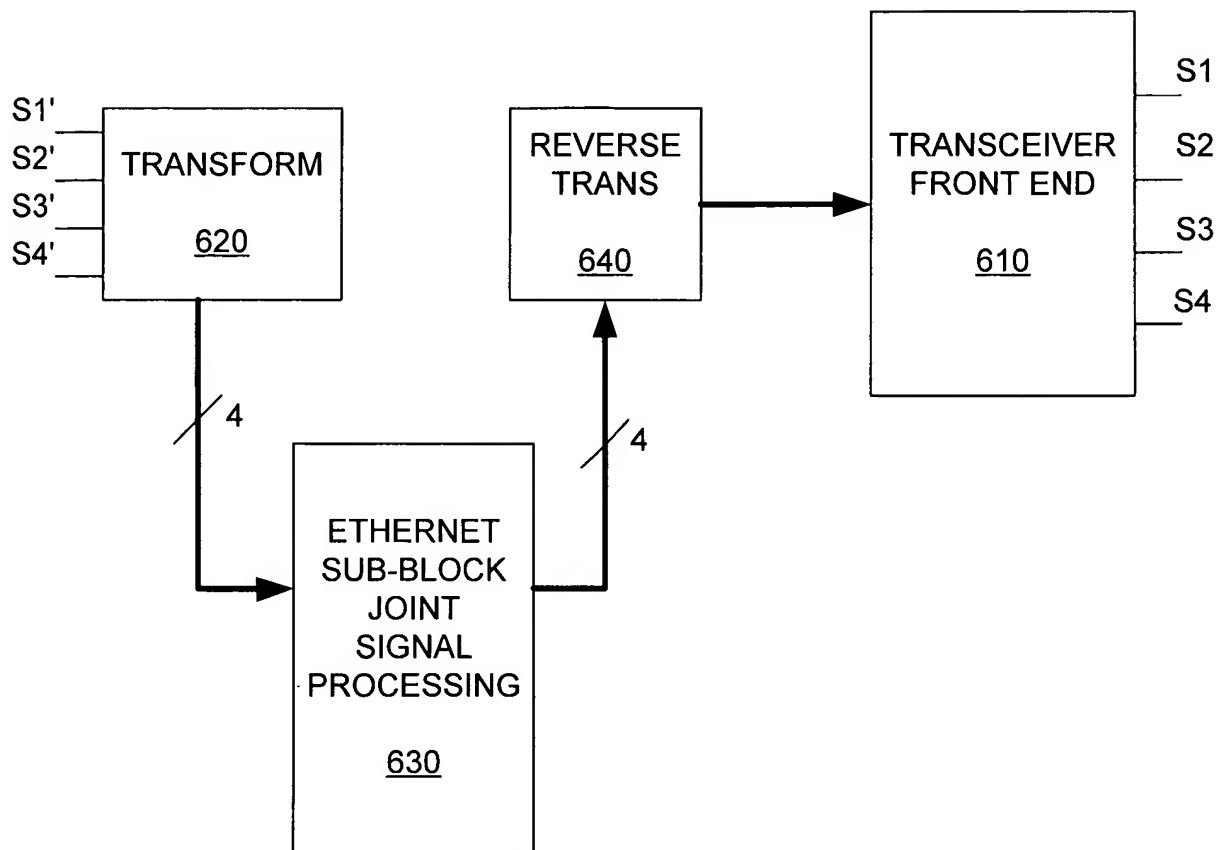 S1'
S2'
S3'
S4'
TRANSFORM
620
4
ETHERNET
SUB-BLOCK
JOINT
SIGNAL
PROCESSING
630
4
REVERSE
TRANS
640
TRANSCEIVER
FRONT END
610
S1
S2
S3
S4